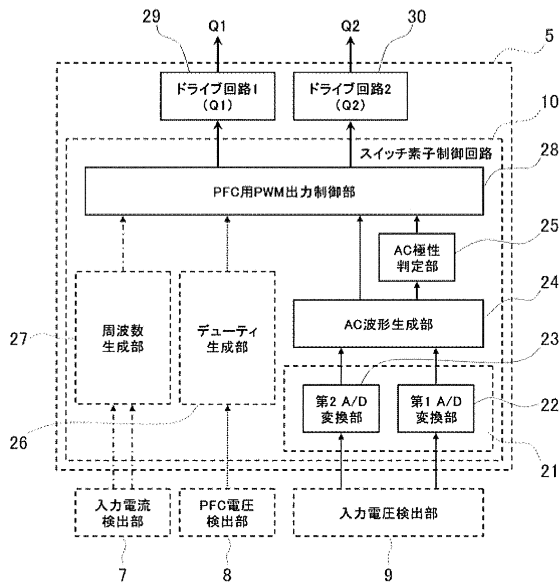 Q1
Q2
29
30
5
ドライブ回路1
(Q1)
ドライブ回路2
(Q2)
10
スイッチ素子制御回路
28
PFC用PWM出力制御部
25
AC極性
判定部
24
27
周波数
生成部
デューティ
生成部
AC波形生成部
23
第2 A/D
変換部
第1 A/D
変換部
22
26
21
入力電流
検出部
PFC電圧
検出部
入力電圧検出部
7
8
9